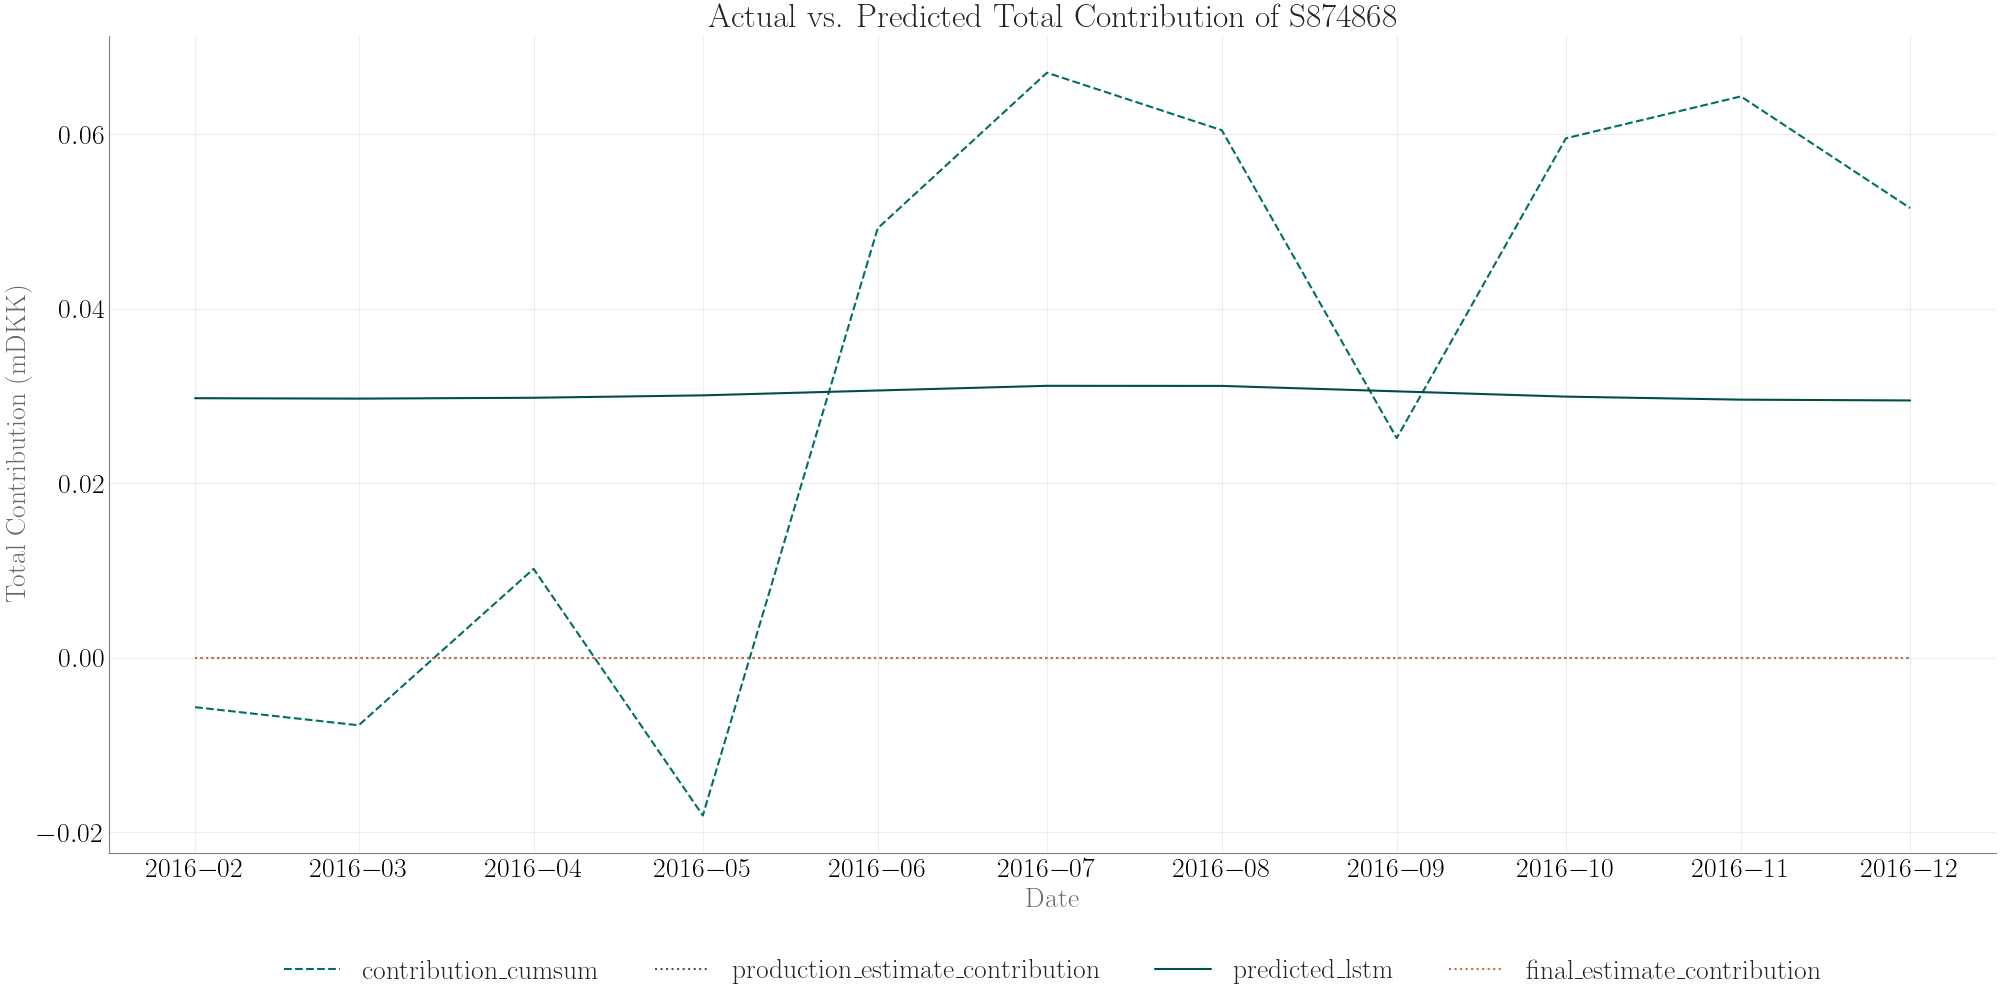 Actual vs. Predicted Total Contribution of S874868
Total Contribution (mDKK)
0.06
0.04
0.02
0.00
−0.02
2016−02 2016−03 2016−04 2016−05 2016−06 2016−07 2016−08 2016−09 2016−10 2016−11 2016−12
Date
contribution_cumsum production_estimate_contribution predicted_lstm final_estimate_contribution